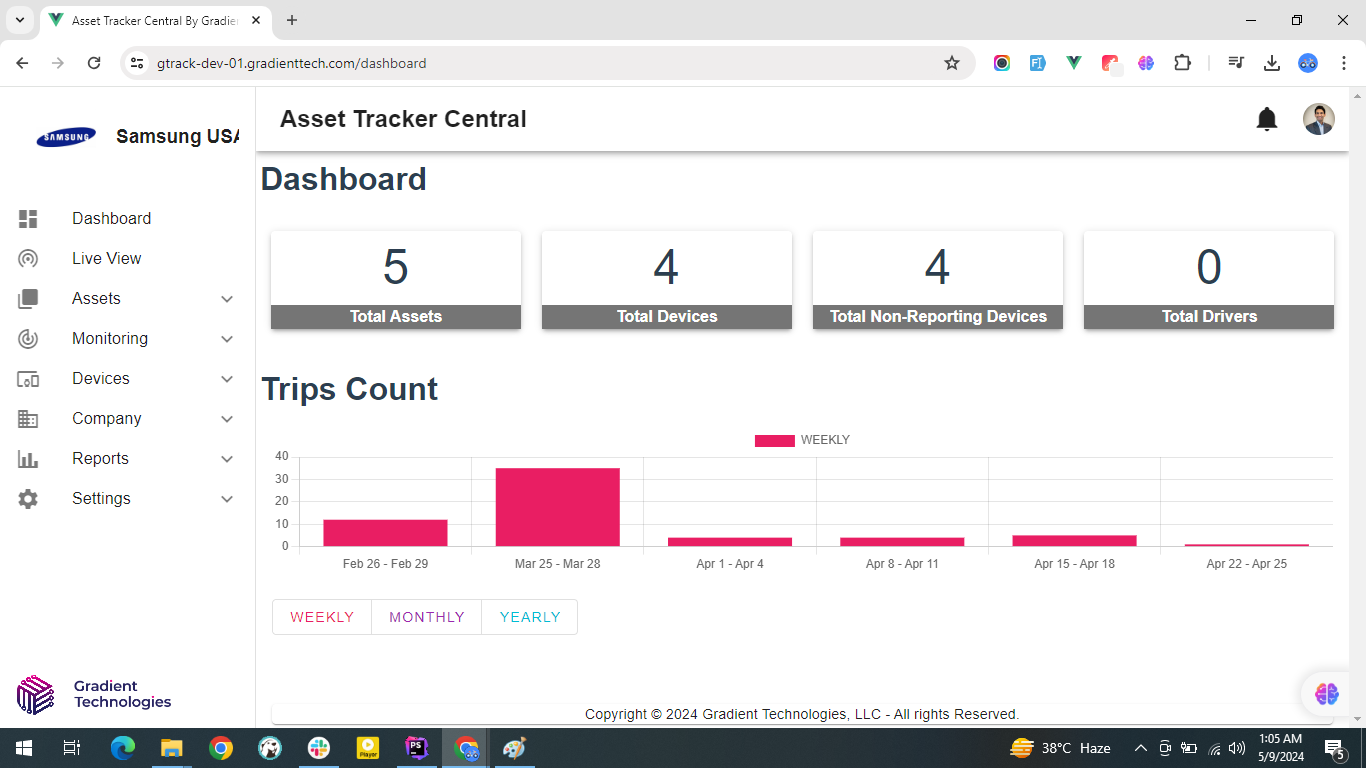 Asset Tracker Central By Gradie
gtrack-dev-01.gradienttech.com/dashboard
SAMSUNG
Samsung USA
Dashboard
Live View
Assets
Monitoring
Devices
Company
Reports
Settings
Gradient
Technologies
Asset Tracker Central
Dashboard
5
Total Assets
4
Total Devices
4
Total Non-Reporting Devices
0
Total Drivers
Trips Count
WEEKLY
40
30
20
10
0
Feb 26 - Feb 29
Mar 25 - Mar 28
Apr 1 - Apr 4
Apr 8 - Apr 11
Apr 15 - Apr 18
Apr 22 - Apr 25
WEEKLY MONTHLY YEARLY
Copyright © 2024 Gradient Technologies, LLC - All rights Reserved.
Player
PS
38°C Haze
1:05 AM
5/9/2024
5